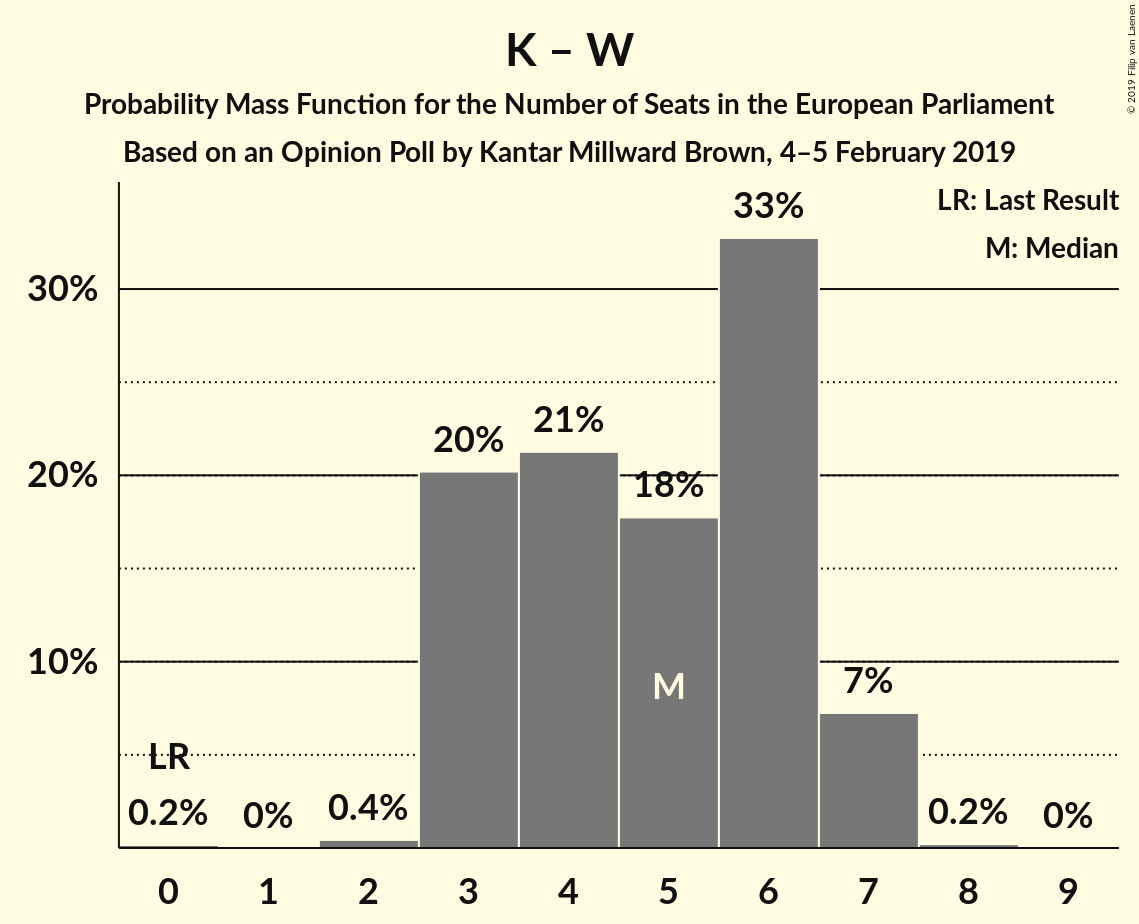 K – W
Probability Mass Function for the Number of Seats in the European Parliament
Based on an Opinion Poll by Kantar Millward Brown, 4–5 February 2019
© 2019 Filip van Laenen
LR: Last Result
M: Median
33%
30%
21%
20%
20%
18%
10%
7%
M
LR
0.2%
0%
0.4%
0.2%
0%
0 1 2 3 4 5 6 7 8 9